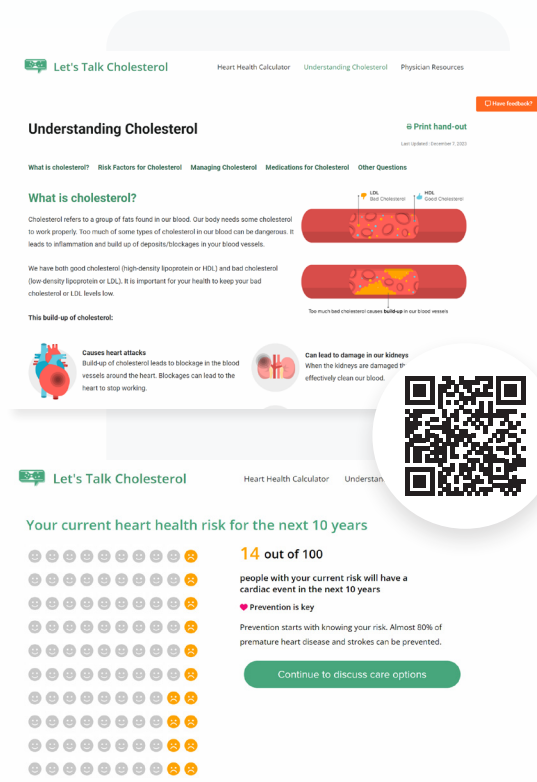 Let's Talk Cholesterol
Heart Health Calculator Understanding Cholesterol Physician Resources
Have feedback?
Understanding Cholesterol
Print hand-out
Last Updated: December 7, 2020
What is cholesterol? Risk Factors for Cholesterol Managing Cholesterol Medications for Cholesterol Other Questions
What is cholesterol?
LDL
Bad Cholesterol
HDL
Good Cholesterol
Cholesterol refers to a group of fats found in our blood. Our body needs some cholesterol
to work properly. Too much of some types of cholesterol in our blood can be dangerous. It
leads to inflammation and build up of deposits/blockages in your blood vessels.
We have both good cholesterol (high-density lipoprotein or HDL) and bad cholesterol
(low-density lipoprotein or LDL). It is important for your health to keep your bad
cholesterol or LDL levels low.
Too much bad cholesterol causes build-up in our blood vessels
This build-up of cholesterol:
Causes heart attacks
Build-up of cholesterol leads to blockage in the blood
vessels around the heart. Blockages can lead to the
heart to stop working.
Can lead to damage in our kidneys
When the kidneys are damaged
effectively clean our blood.
Let's Talk Cholesterol
Heart Health Calculator
Your current heart health risk for the next 10 years
14 out of 100
people with your current risk will have a
cardiac event in the next 10 years
Prevention is key
Prevention starts with knowing your risk. Almost 80% of
premature heart disease and strokes can be prevented.
Continue to discuss care options